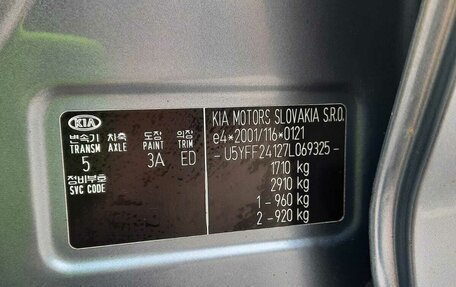 KIA
변속기 차축 도장 의장
TRANSM AXLE PAINT TRIM
5 3A ED
정비부호
SVC CODE
KIA MOTORS SLOVAKIA S.R.O.
e4*2001/116*0121
-U5YFF24127L069325-
1710 kg
2910 kg
1-960 kg
2-920 kg